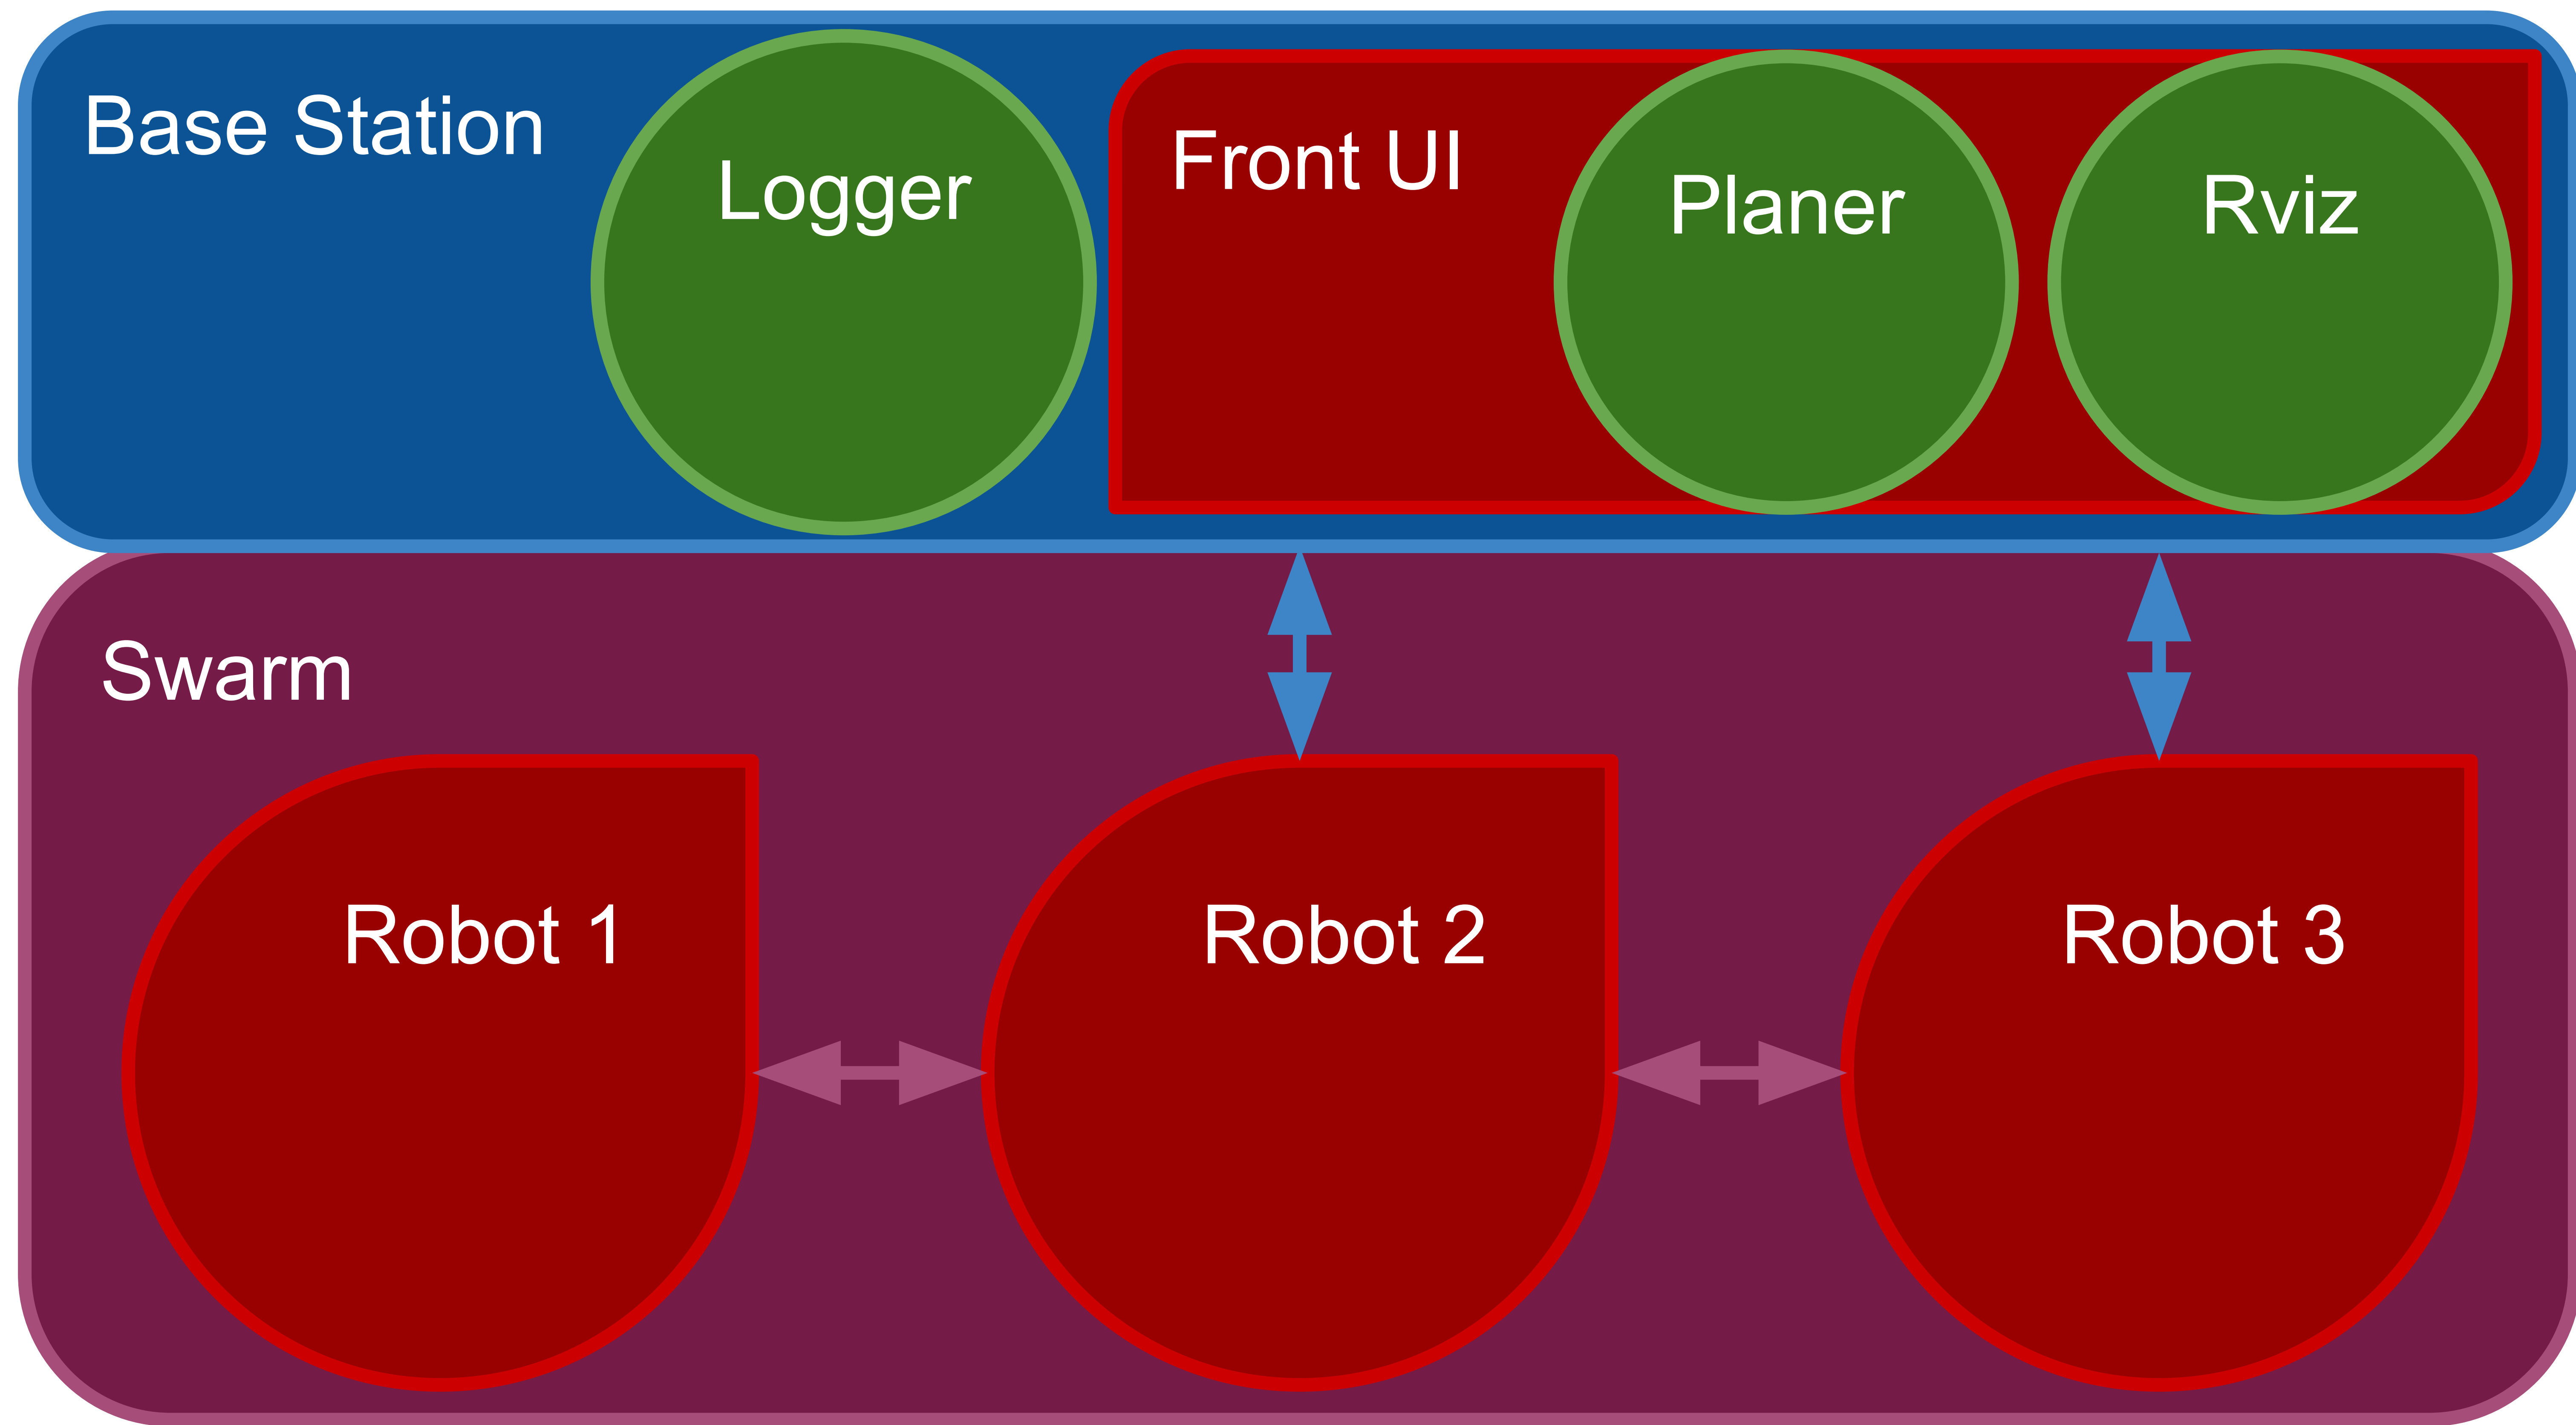 Base Station
Logger
Front UI
Planer
Rviz
Swarm
Robot 1
Robot 2
Robot 3